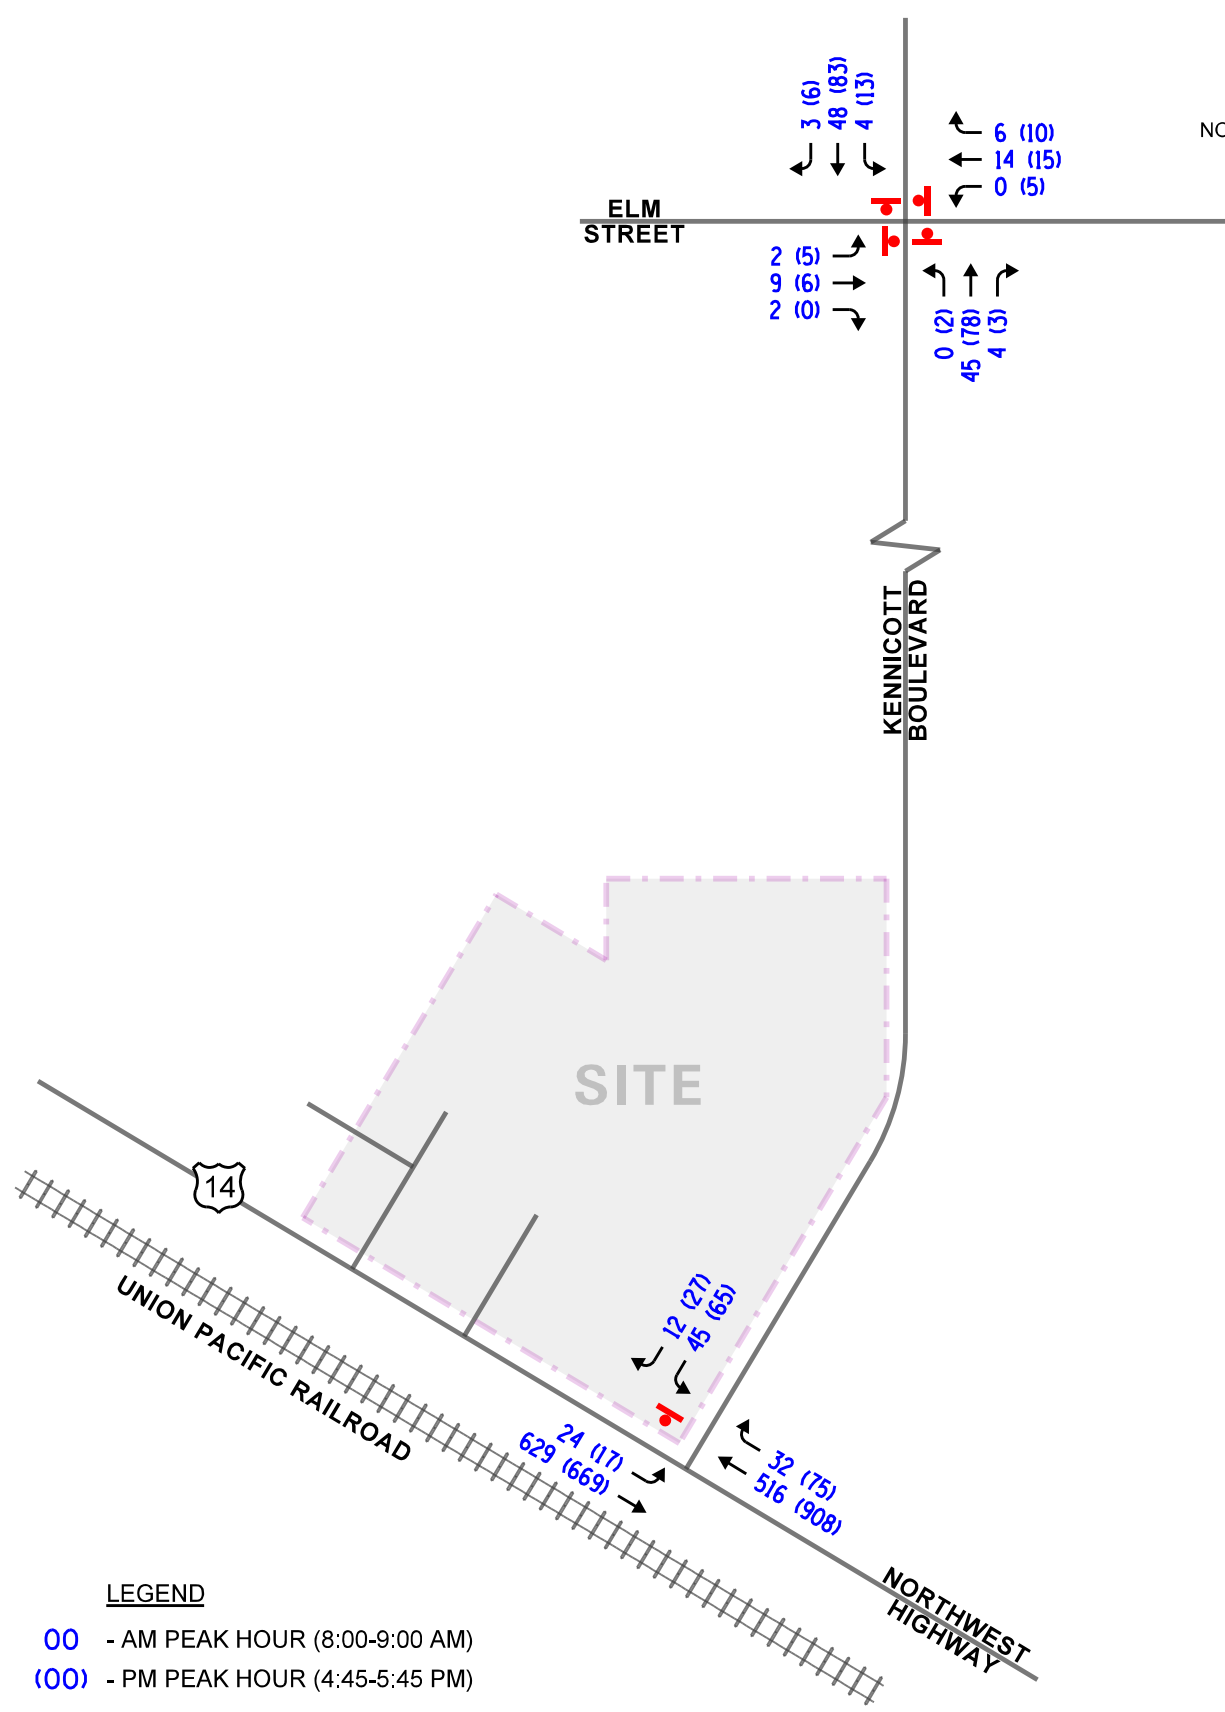 3 (6)
48 (83)
4 (13)
6 (10)
14 (15)
0 (5)
NO
ELM
STREET
2 (5)
9 (6)
2 (0)
0 (2)
45 (78)
4 (3)
KENNICOTT
BOULEVARD
SITE
14
UNION PACIFIC RAILROAD
12 (27)
45 (65)
24 (17)
629 (669)
32 (75)
516 (908)
NORTHWEST
HIGHWAY
LEGEND
00 - AM PEAK HOUR (8:00-9:00 AM)
(00) - PM PEAK HOUR (4:45-5:45 PM)